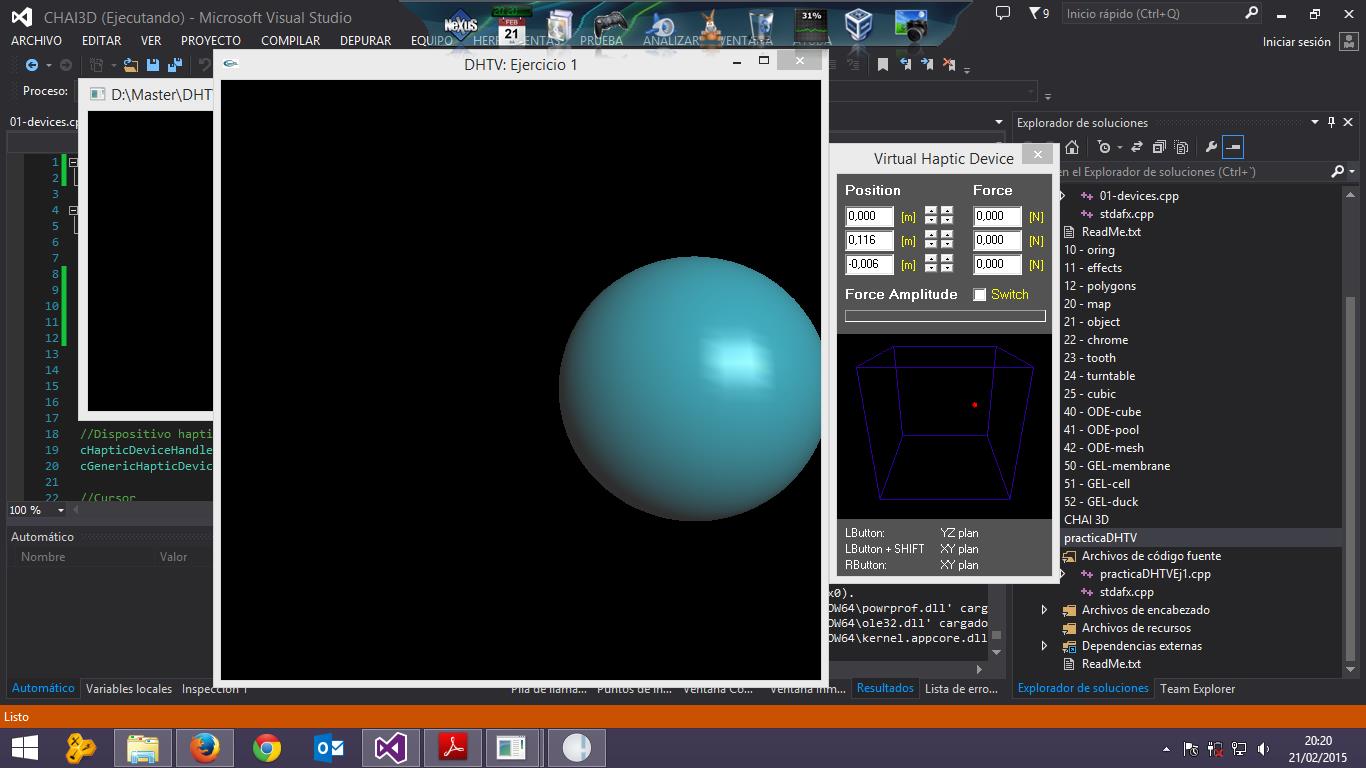 CHAI3D (Ejecutando) - Microsoft Visual Studio
NeXuS
20:20
FEB
21
31%
9
Inicio rápido (Ctrl+Q)
ARCHIVO EDITAR VER PROYECTO COMPILAR DEPURAR EQUIPO HERRAMIENTAS PRUEBA ANALIZAR VENTANA AYUDA
Iniciar sesión
DHTV: Ejercicio 1
Proceso:
D:\Master\DHT
01-devices.cp
1
2
3
4
5
6
7
8
9
10
11
12
13
14
15
16
17
18 //Dispositivo hapti
19 cHapticDeviceHandle
20 cGenericHapticDevic
21
22 //Cursor
100 %
Automático
Nombre Valor
Virtual Haptic Device
Position Force
0,000 [m] 0,000 [N]
0,116 [m] 0,000 [N]
-0,006 [m] 0,000 [N]
Force Amplitude Switch
LButton: YZ plan
LButton + SHIFT XY plan
RButton: XY plan
x0).
OW64\powrprof.dll' carg
OW64\ole32.dll' cargado
OW64\kernel.appcore.dll
Explorador de soluciones
en el Explorador de soluciones (Ctrl+`)
01-devices.cpp
stdafx.cpp
ReadMe.txt
10 - oring
11 - effects
12 - polygons
20 - map
21 - object
22 - chrome
23 - tooth
24 - turntable
25 - cubic
40 - ODE-cube
41 - ODE-pool
42 - ODE-mesh
50 - GEL-membrane
51 - GEL-cell
52 - GEL-duck
CHAI 3D
practicaDHTV
Archivos de código fuente
practicaDHTVEj1.cpp
stdafx.cpp
Archivos de encabezado
Archivos de recursos
Dependencias externas
ReadMe.txt
Automático Variables locales Inspección 1
Pila de llama... Puntos de in... Ventana Co... Ventana Inm... Resultados Lista de erro...
Explorador de soluciones Team Explorer
Listo
20:20
21/02/2015